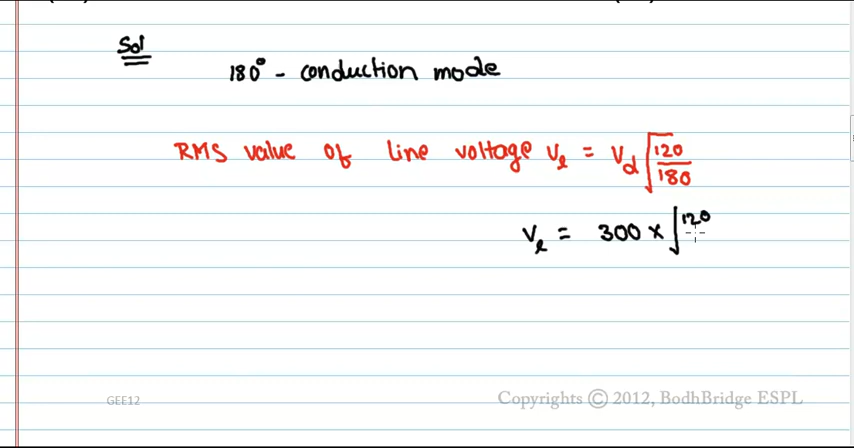 Sol
180° - conduction mode
RMS value of line voltage Vℓ = Vd √120/180
Vℓ = 300 × √120
GEE12
Copyrights © 2012, BodhBridge ESPL